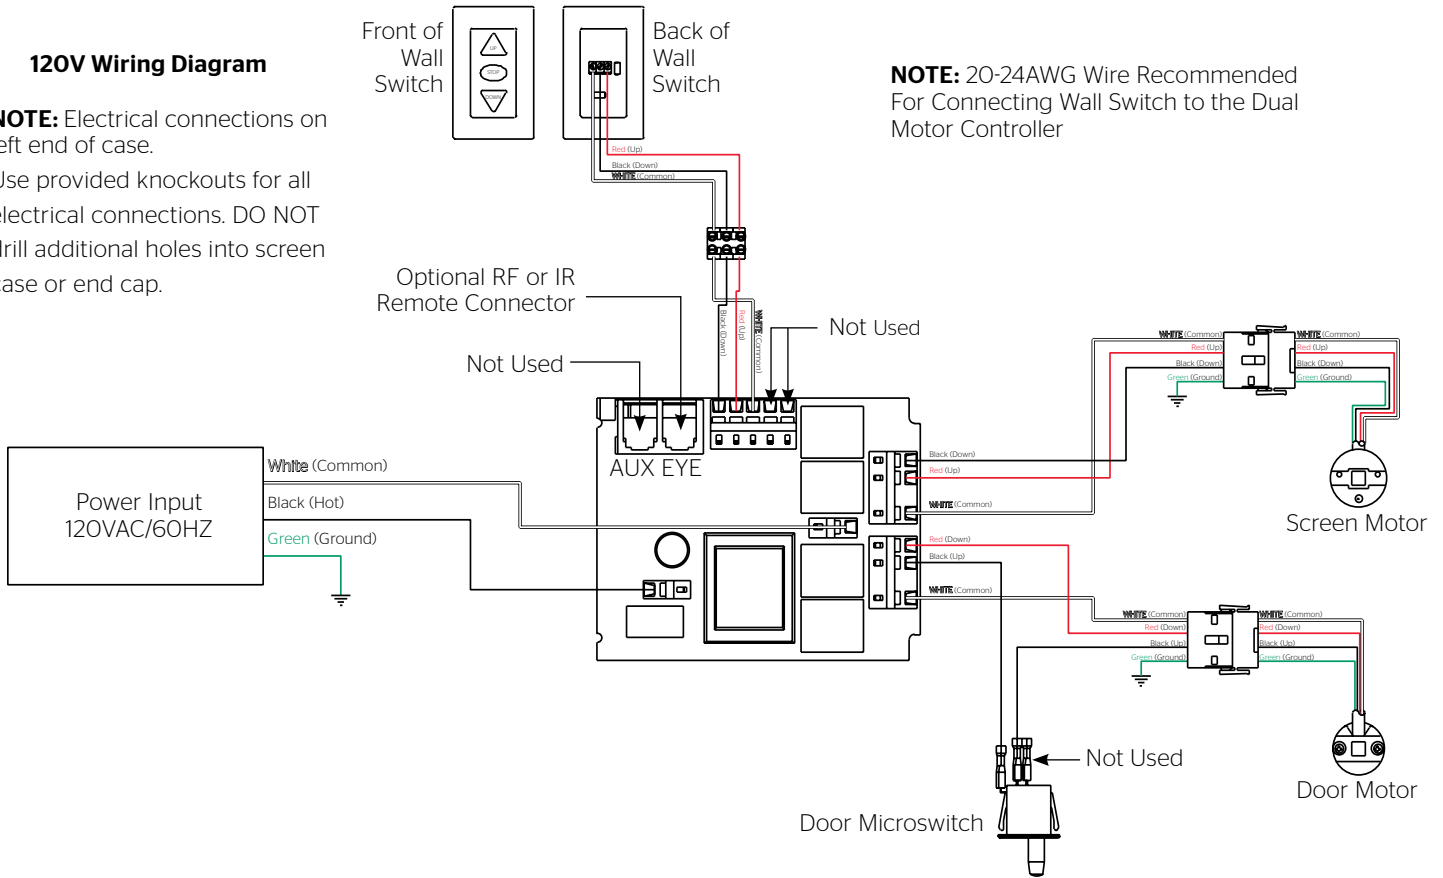 120V Wiring Diagram
NOTE: Electrical connections on
left end of case.
Use provided knockouts for all
electrical connections. DO NOT
drill additional holes into screen
case or end cap.
Front of
Wall
Switch
UP
STOP
DOWN
Back of
Wall
Switch
NOTE: 20-24AWG Wire Recommended
For Connecting Wall Switch to the Dual
Motor Controller
Red (Up)
Black (Down)
WHITE (Common)
Optional RF or IR
Remote Connector
Not Used
Black (Down)
Red (Up)
WHITE (Common)
Not Used
AUX EYE
Power Input
120VAC/60HZ
White (Common)
Black (Hot)
Green (Ground)
Black (Down)
Red (Up)
WHITE (Common)
Red (Down)
Black (Up)
WHITE (Common)
WHITE (Common)
Red (Up)
Black (Down)
Green (Ground)
WHITE (Common)
Red (Up)
Black (Down)
Green (Ground)
Screen Motor
WHITE (Common)
Red (Down)
Black (Up)
Green (Ground)
WHITE (Common)
Red (Down)
Black (Up)
Green (Ground)
Door Motor
Not Used
Door Microswitch